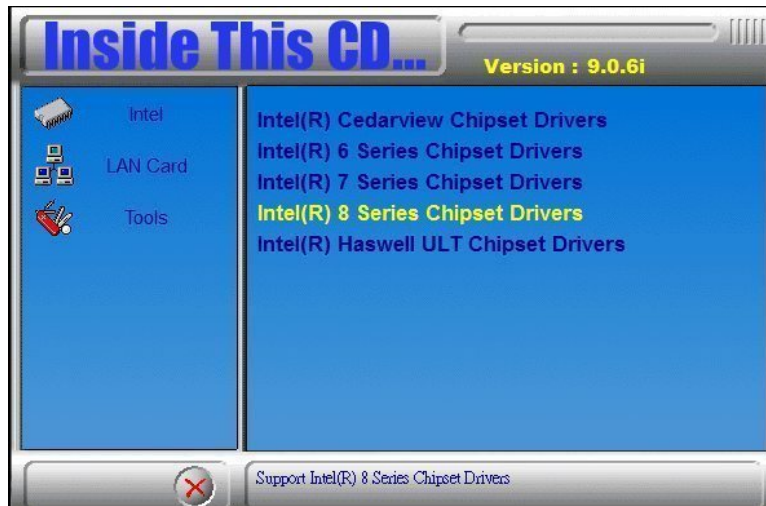 Inside This CD...
Version : 9.0.6i
Intel
LAN Card
Tools
Intel(R) Cedarview Chipset Drivers
Intel(R) 6 Series Chipset Drivers
Intel(R) 7 Series Chipset Drivers
Intel(R) 8 Series Chipset Drivers
Intel(R) Haswell ULT Chipset Drivers
Support Intel(R) 8 Series Chipset Drivers